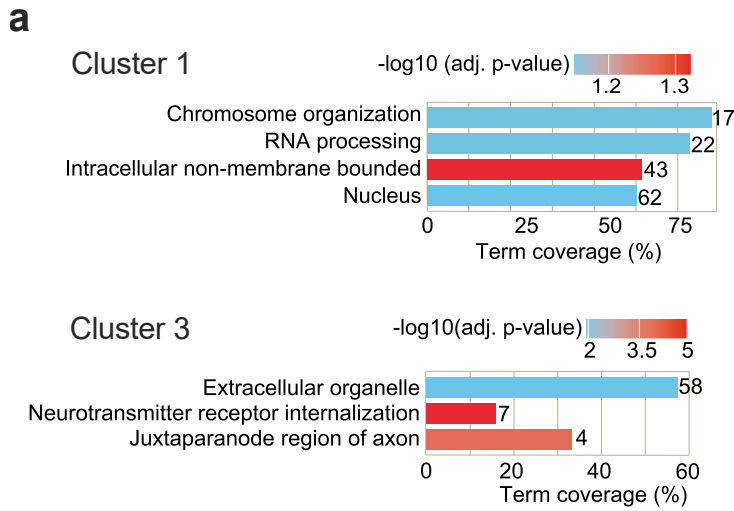 a
Cluster 1
-log10 (adj. p-value)
1.2 1.3
Chromosome organization 17
RNA processing 22
Intracellular non-membrane bounded 43
Nucleus 62
0 25 50 75
Term coverage (%)
Cluster 3
-log10(adj. p-value)
2 3.5 5
Extracellular organelle 58
Neurotransmitter receptor internalization 7
Juxtaparanode region of axon 4
0 20 40 60
Term coverage (%)